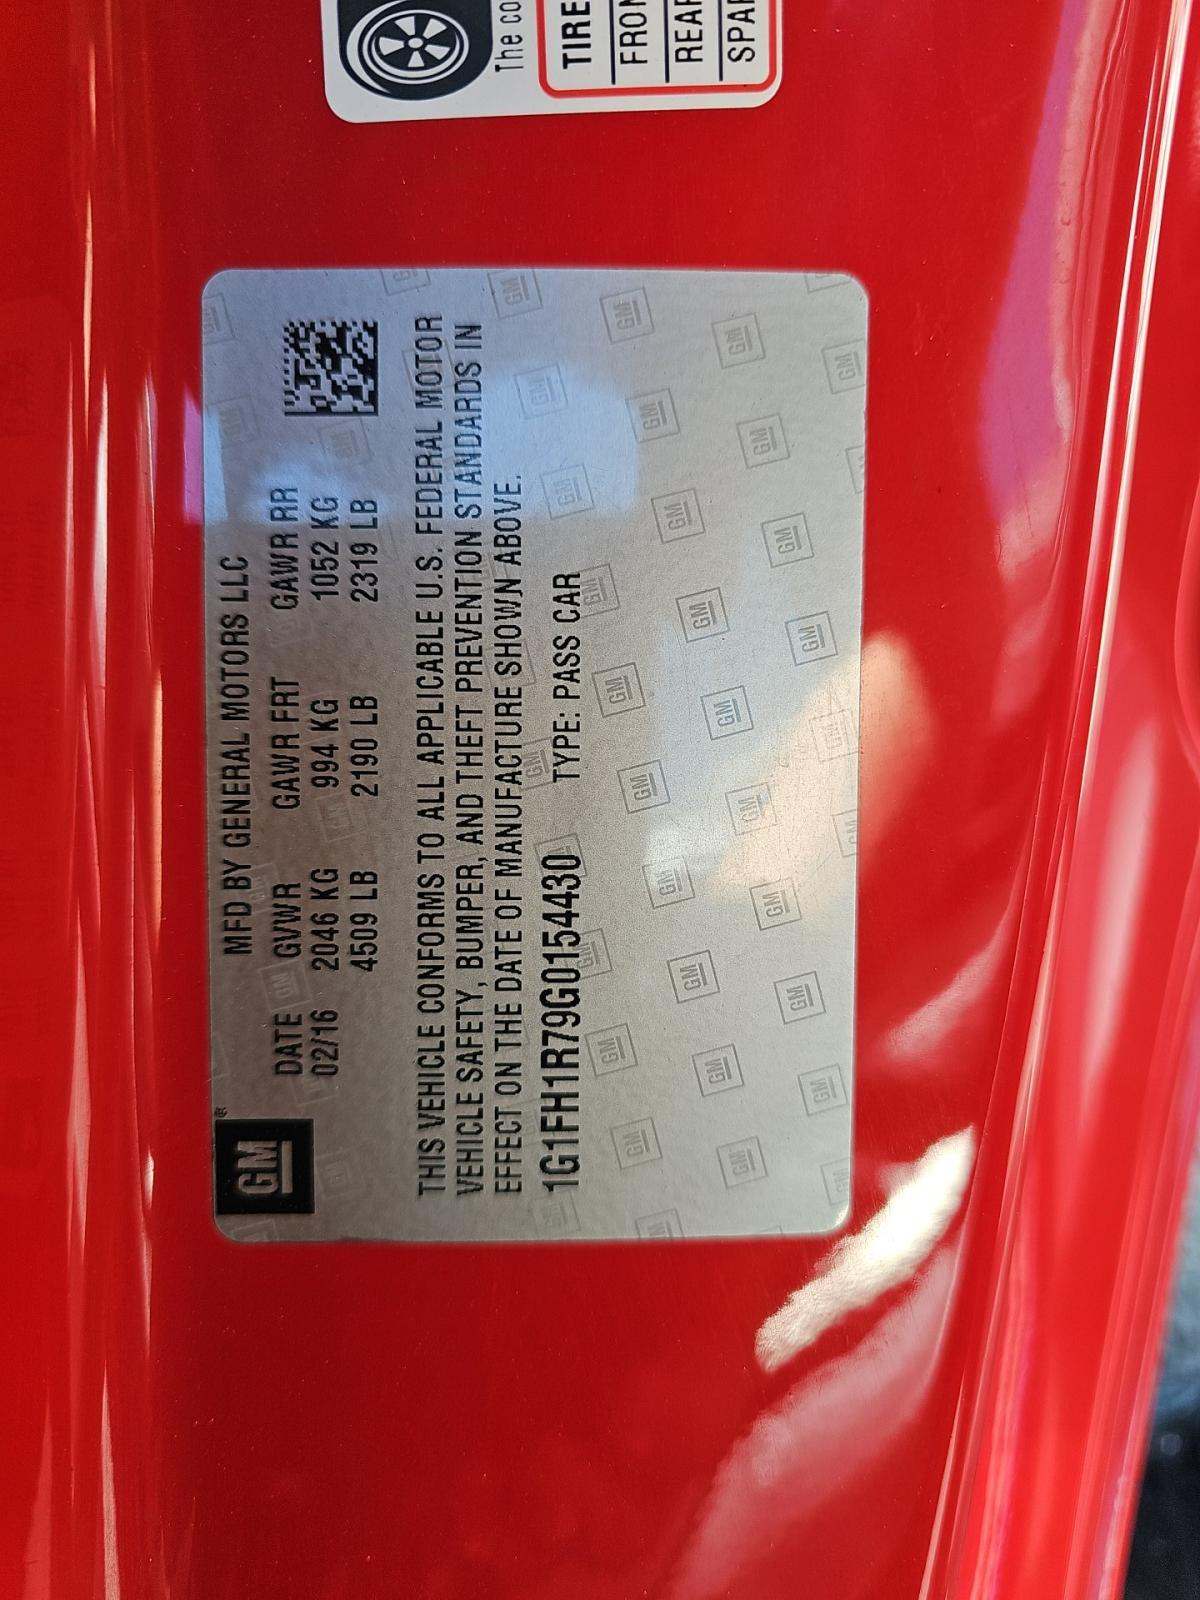 The co
TIRE
FRON
REAR
SPAR
GM
MFD BY GENERAL MOTORS LLC
DATE GVWR GAWR FRT GAWR RR
02/16 2046 KG 994 KG 1052 KG
4509 LB 2190 LB 2319 LB
THIS VEHICLE CONFORMS TO ALL APPLICABLE U.S. FEDERAL MOTOR
VEHICLE SAFETY, BUMPER, AND THEFT PREVENTION STANDARDS IN
EFFECT ON THE DATE OF MANUFACTURE SHOWN ABOVE.
1G1FH1R79G0154430 TYPE: PASS CAR